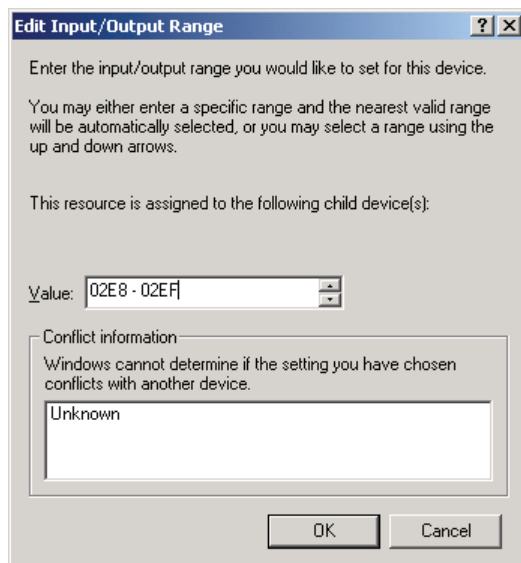 Edit Input/Output Range
Enter the input/output range you would like to set for this device.
You may either enter a specific range and the nearest valid range
will be automatically selected, or you may select a range using the
up and down arrows.
This resource is assigned to the following child device(s):
Value: 02E8 - 02EF
Conflict information
Windows cannot determine if the setting you have chosen
conflicts with another device.
Unknown
OK Cancel